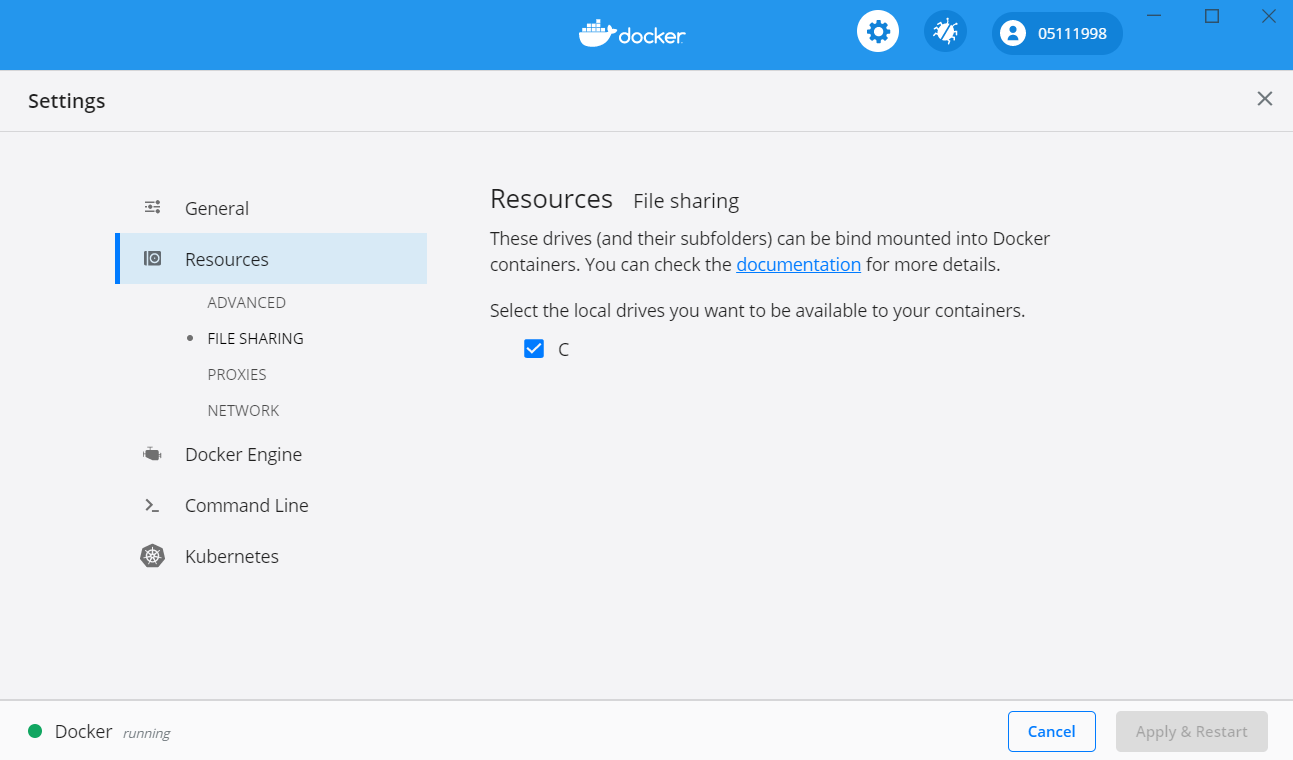 docker
05111998
Settings
General
Resources
ADVANCED
FILE SHARING
PROXIES
NETWORK
Docker Engine
Command Line
Kubernetes
Resources File sharing
These drives (and their subfolders) can be bind mounted into Docker
containers. You can check the documentation for more details.
Select the local drives you want to be available to your containers.
C
Docker running
Cancel
Apply & Restart